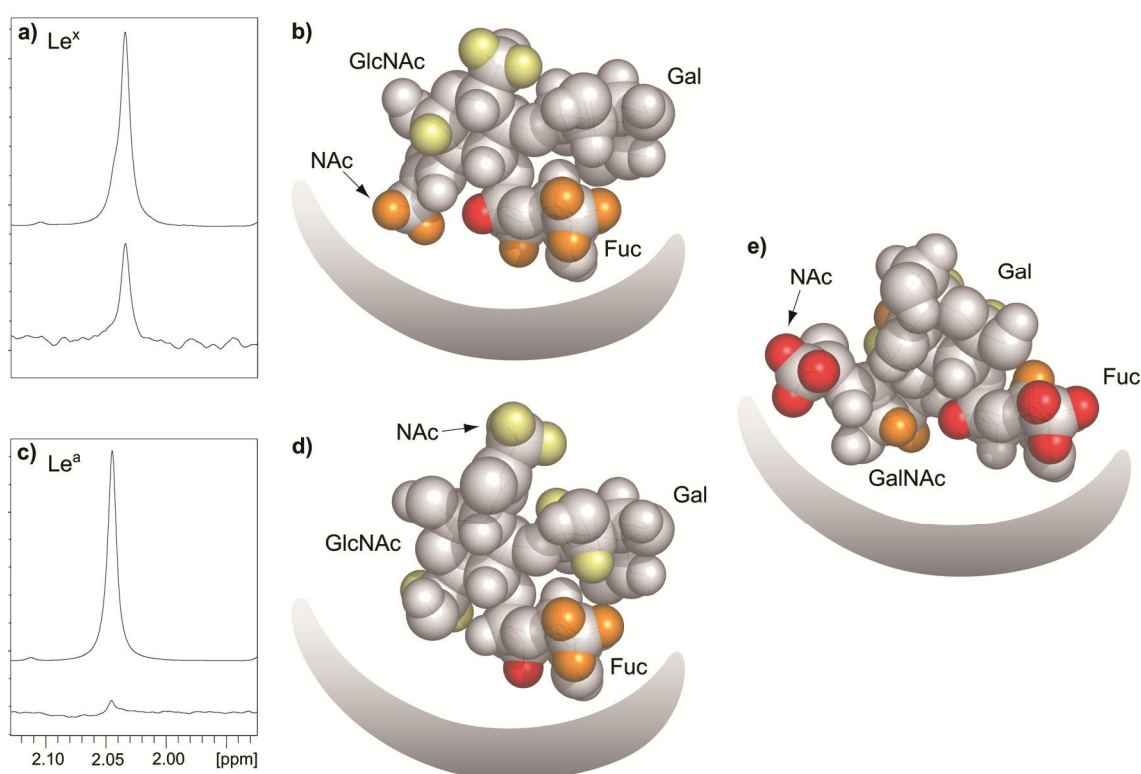 a) Leˣ
b)
GlcNAc
Gal
NAc
Fuc
c) Leᵃ
d)
NAc
Gal
GlcNAc
Fuc
e)
Gal
NAc
Fuc
GalNAc
2.10 2.05 2.00 [ppm]